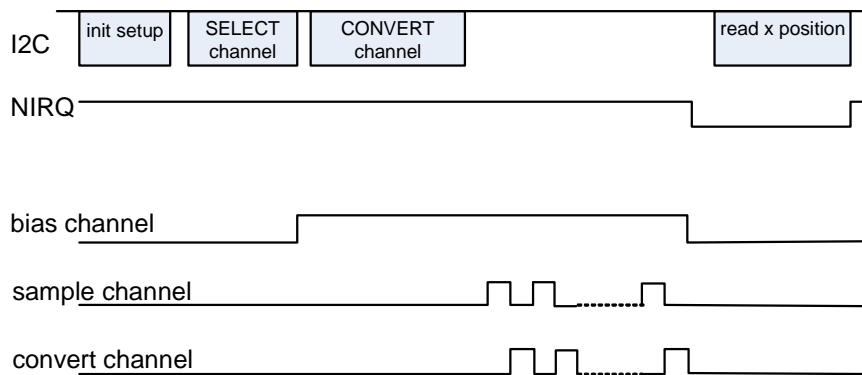 I2C
init setup
SELECT
channel
CONVERT
channel
read x position
NIRQ
bias channel
sample channel
convert channel